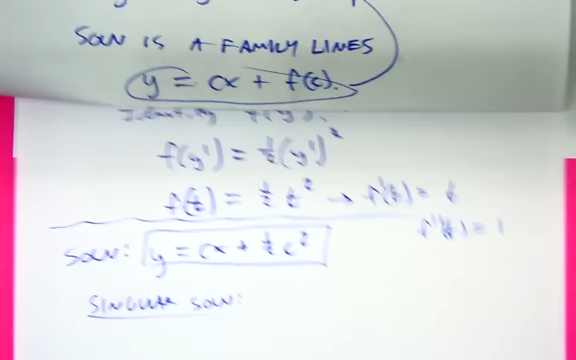 SOLN IS A FAMILY LINES
y = cx + f(c).
f(y') = ½(y')²
f(t) = ½ t² → f'(t) = t
f''(t) = 1
SOLN: y = cx + ½ c²
SINGULAR SOLN: